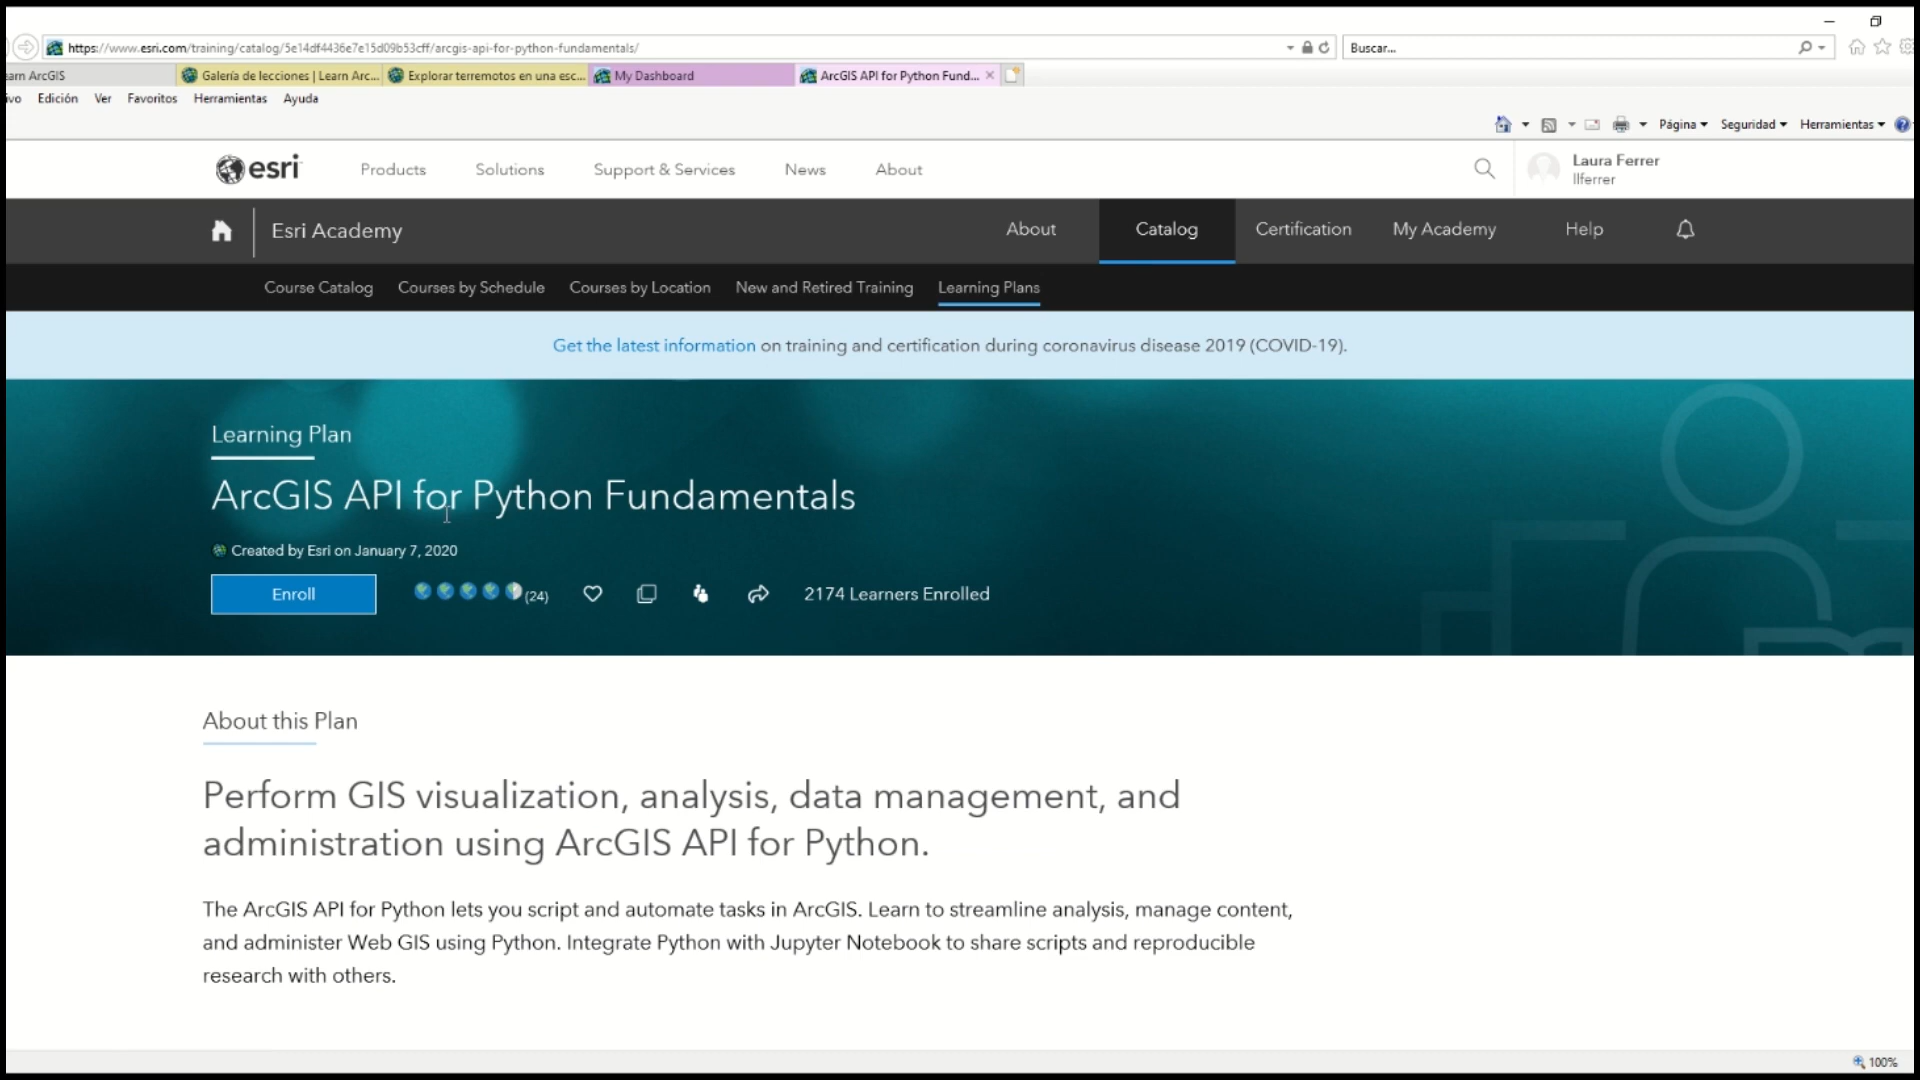 https://www.esri.com/training/catalog/5e14df4436e7e15d09b53cff/arcgis-api-for-python-fundamentals/
Buscar...
earn ArcGIS
Galería de lecciones | Learn Arc...
Explorar terremotos en una esc...
My Dashboard
ArcGIS API for Python Fund...
ivo Edición Ver Favoritos Herramientas Ayuda
Página Seguridad Herramientas
esri
Products Solutions Support & Services News About
Laura Ferrer
llferrer
Esri Academy
About Catalog Certification My Academy Help
Course Catalog Courses by Schedule Courses by Location New and Retired Training Learning Plans
Get the latest information on training and certification during coronavirus disease 2019 (COVID-19).
Learning Plan
ArcGIS API for Python Fundamentals
Created by Esri on January 7, 2020
Enroll (24) 2174 Learners Enrolled
About this Plan
Perform GIS visualization, analysis, data management, and
administration using ArcGIS API for Python.
The ArcGIS API for Python lets you script and automate tasks in ArcGIS. Learn to streamline analysis, manage content,
and administer Web GIS using Python. Integrate Python with Jupyter Notebook to share scripts and reproducible
research with others.
100%